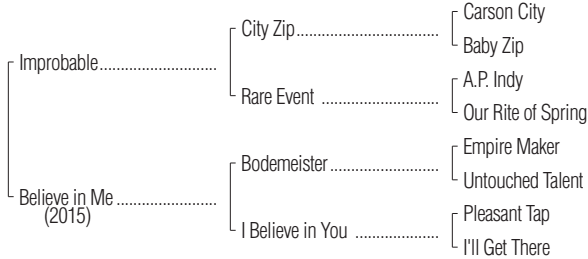 Carson City
City Zip
Baby Zip
Improbable
A.P. Indy
Rare Event
Our Rite of Spring
Empire Maker
Bodemeister
Untouched Talent
Believe in Me
(2015)
Pleasant Tap
I Believe in You
I'll Get There